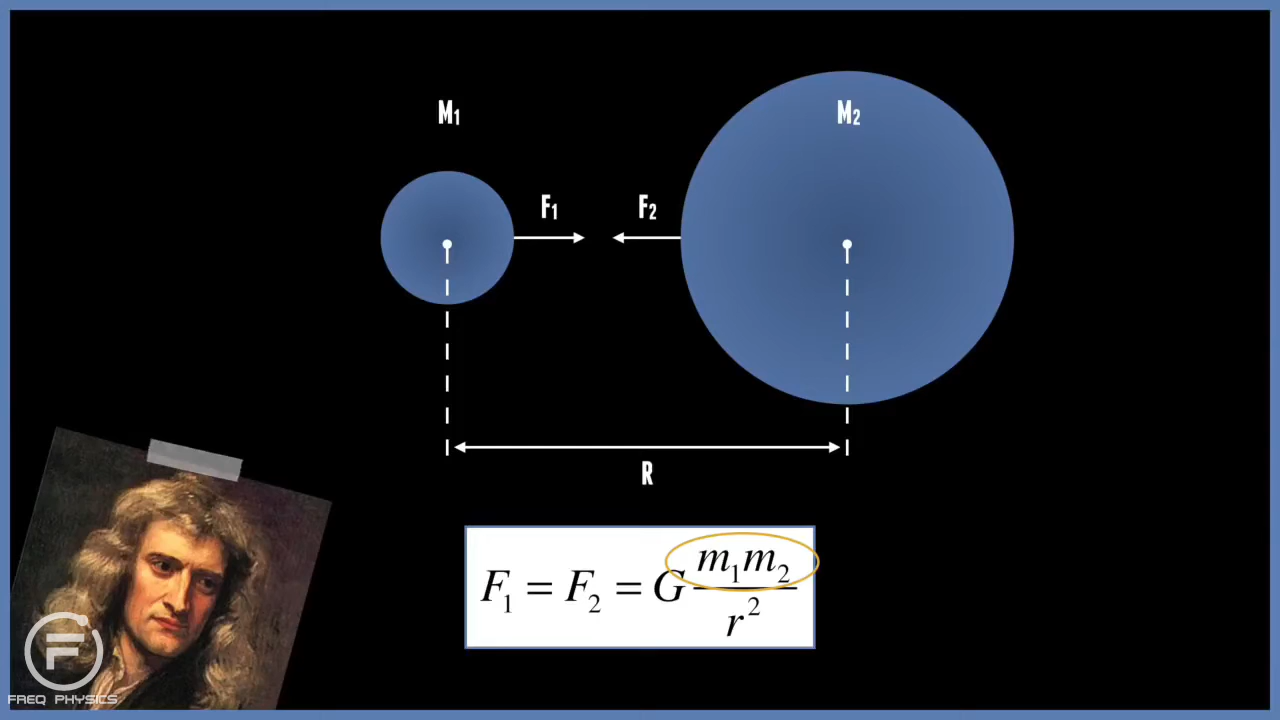 M₁ M₂
F₁ F₂
R
F₁ = F₂ = G m₁m₂ / r²
FREQ PHYSICS